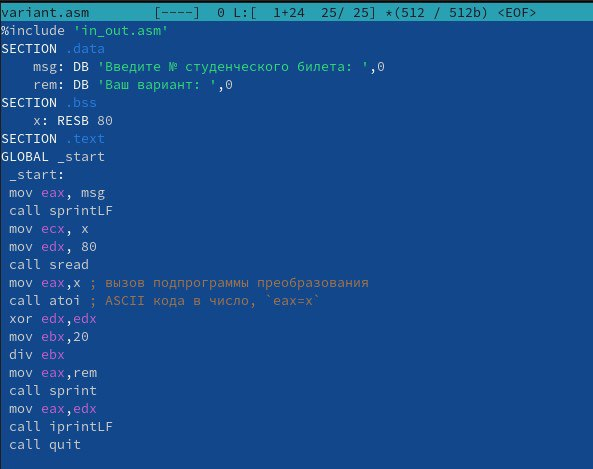 variant.asm [----] 0 L:[ 1+24 25/ 25] *(512 / 512b) <EOF>
%include 'in_out.asm'
SECTION .data
msg: DB 'Введите № студенческого билета: ',0
rem: DB 'Ваш вариант: ',0
SECTION .bss
x: RESB 80
SECTION .text
GLOBAL _start
_start:
mov eax, msg
call sprintLF
mov ecx, x
mov edx, 80
call sread
mov eax,x ; вызов подпрограммы преобразования
call atoi ; ASCII кода в число, `eax=x`
xor edx,edx
mov ebx,20
div ebx
mov eax,rem
call sprint
mov eax,edx
call iprintLF
call quit